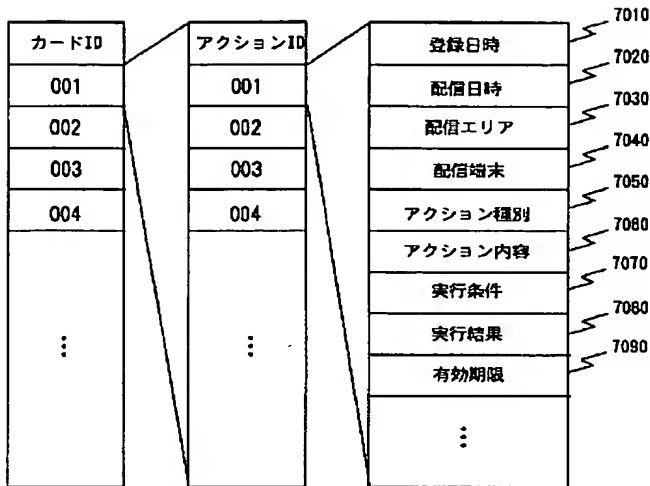 カードID
001
002
003
004
⋮
アクションID
001
002
003
004
⋮
登録日時
配信日時
配信エリア
配信端末
アクション種別
アクション内容
実行条件
実行結果
有効期限
⋮
7010
7020
7030
7040
7050
7060
7070
7080
7090